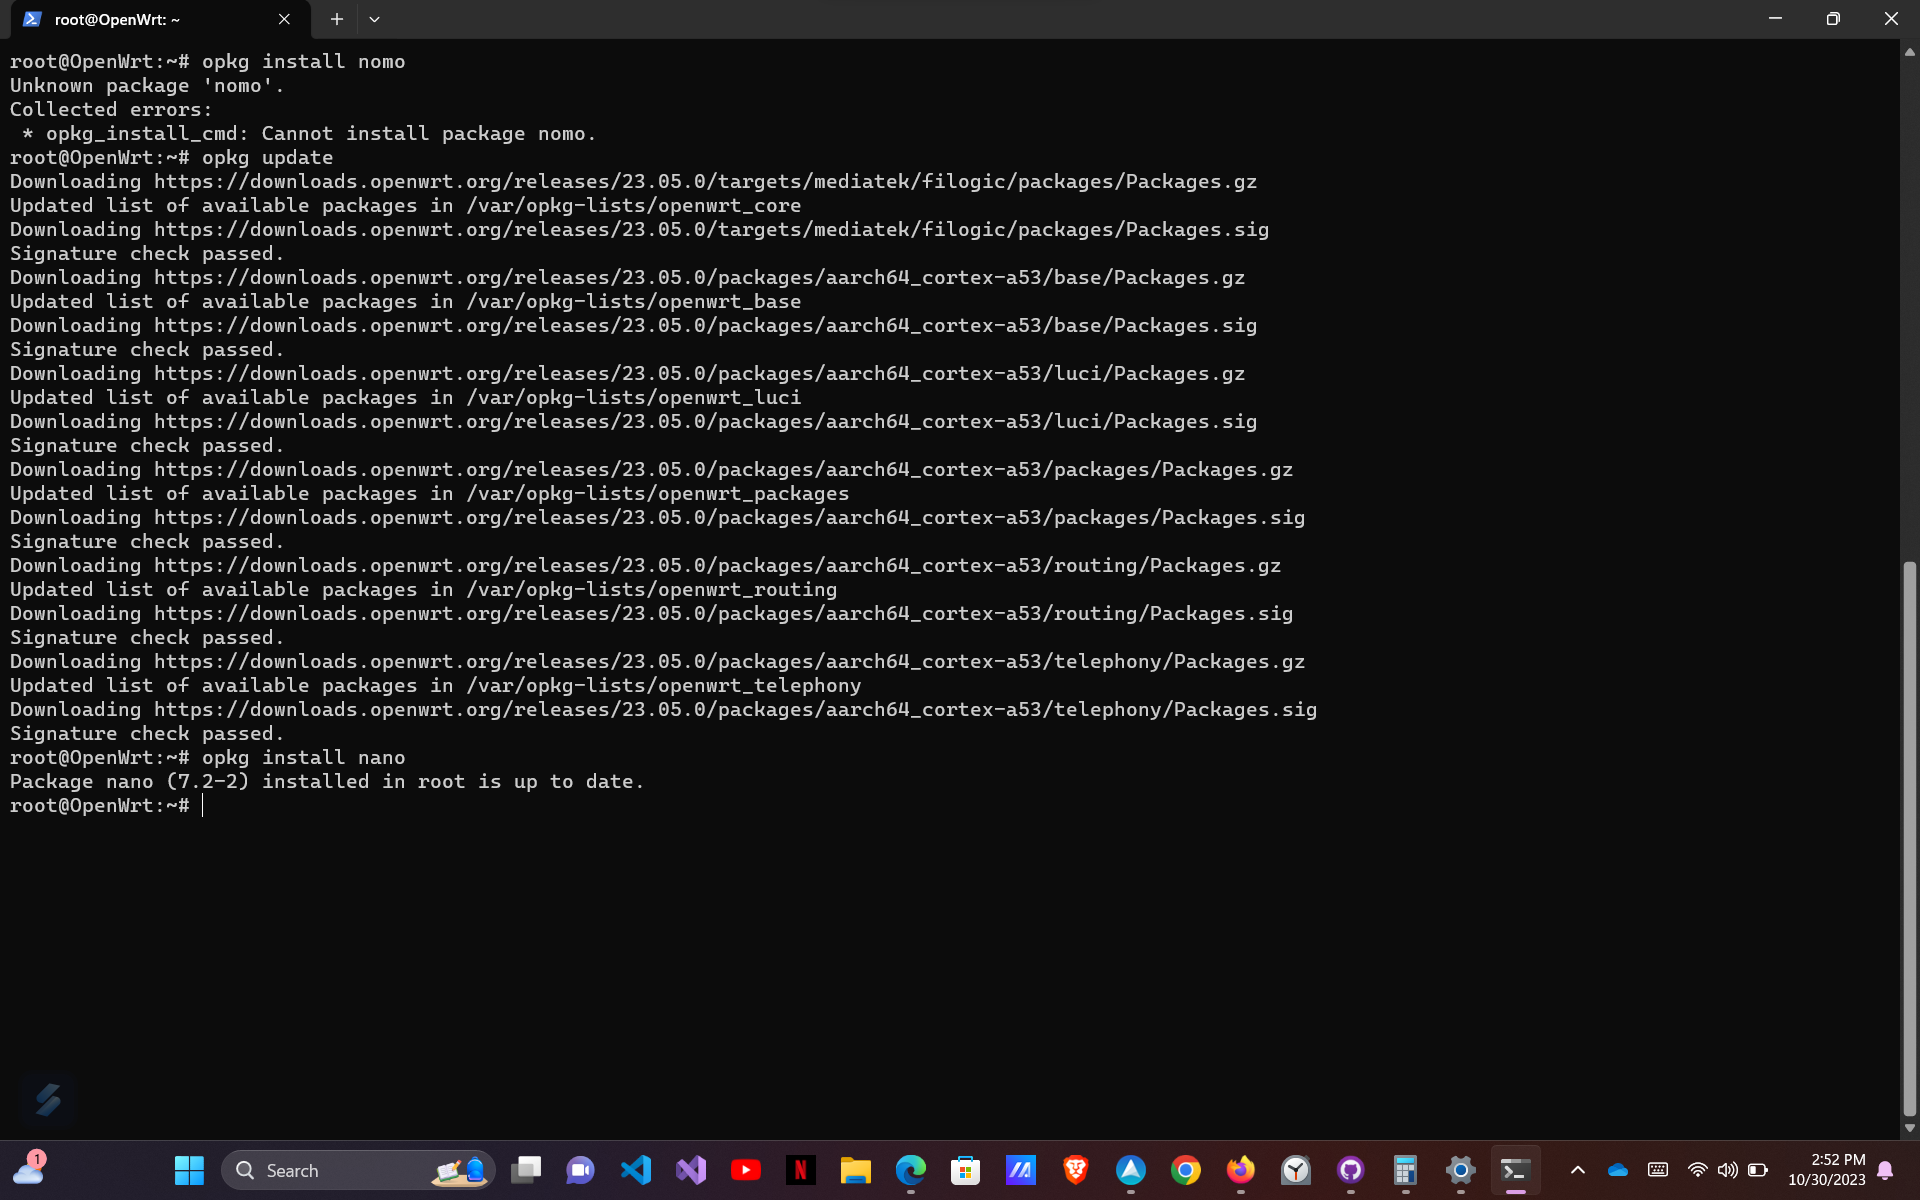 root@OpenWrt: ~
root@OpenWrt:~# opkg install nomo
Unknown package 'nomo'.
Collected errors:
 * opkg_install_cmd: Cannot install package nomo.
root@OpenWrt:~# opkg update
Downloading https://downloads.openwrt.org/releases/23.05.0/targets/mediatek/filogic/packages/Packages.gz
Updated list of available packages in /var/opkg-lists/openwrt_core
Downloading https://downloads.openwrt.org/releases/23.05.0/targets/mediatek/filogic/packages/Packages.sig
Signature check passed.
Downloading https://downloads.openwrt.org/releases/23.05.0/packages/aarch64_cortex-a53/base/Packages.gz
Updated list of available packages in /var/opkg-lists/openwrt_base
Downloading https://downloads.openwrt.org/releases/23.05.0/packages/aarch64_cortex-a53/base/Packages.sig
Signature check passed.
Downloading https://downloads.openwrt.org/releases/23.05.0/packages/aarch64_cortex-a53/luci/Packages.gz
Updated list of available packages in /var/opkg-lists/openwrt_luci
Downloading https://downloads.openwrt.org/releases/23.05.0/packages/aarch64_cortex-a53/luci/Packages.sig
Signature check passed.
Downloading https://downloads.openwrt.org/releases/23.05.0/packages/aarch64_cortex-a53/packages/Packages.gz
Updated list of available packages in /var/opkg-lists/openwrt_packages
Downloading https://downloads.openwrt.org/releases/23.05.0/packages/aarch64_cortex-a53/packages/Packages.sig
Signature check passed.
Downloading https://downloads.openwrt.org/releases/23.05.0/packages/aarch64_cortex-a53/routing/Packages.gz
Updated list of available packages in /var/opkg-lists/openwrt_routing
Downloading https://downloads.openwrt.org/releases/23.05.0/packages/aarch64_cortex-a53/routing/Packages.sig
Signature check passed.
Downloading https://downloads.openwrt.org/releases/23.05.0/packages/aarch64_cortex-a53/telephony/Packages.gz
Updated list of available packages in /var/opkg-lists/openwrt_telephony
Downloading https://downloads.openwrt.org/releases/23.05.0/packages/aarch64_cortex-a53/telephony/Packages.sig
Signature check passed.
root@OpenWrt:~# opkg install nano
Package nano (7.2-2) installed in root is up to date.
root@OpenWrt:~#
1
Search
N
2:52 PM
10/30/2023